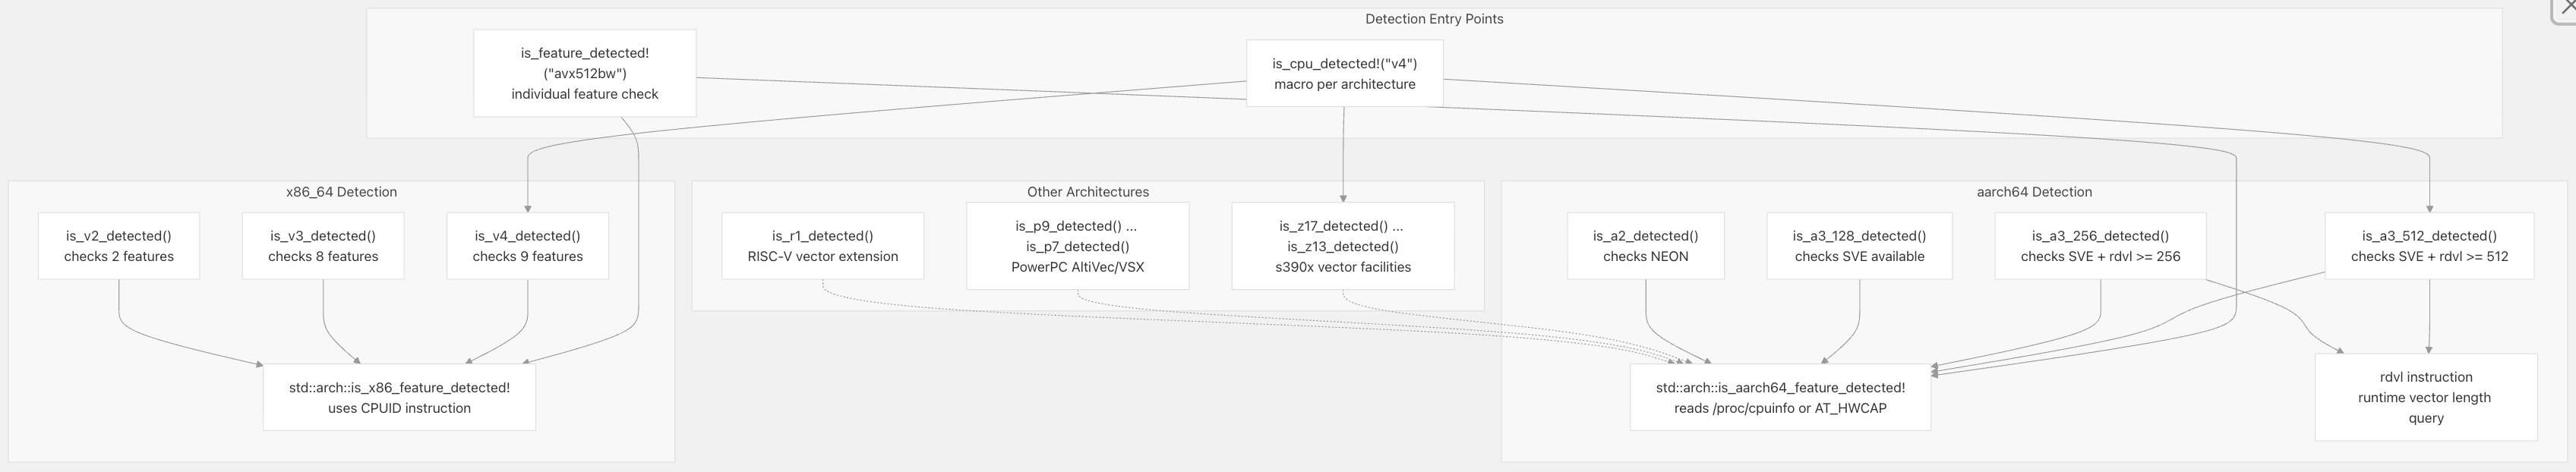 Detection Entry Points
is_feature_detected!
("avx512bw")
individual feature check
is_cpu_detected!("v4")
macro per architecture
x86_64 Detection
is_v2_detected()
checks 2 features
is_v3_detected()
checks 8 features
is_v4_detected()
checks 9 features
std::arch::is_x86_feature_detected!
uses CPUID instruction
Other Architectures
is_r1_detected()
RISC-V vector extension
is_p9_detected() ...
is_p7_detected()
PowerPC AltiVec/VSX
is_z17_detected() ...
is_z13_detected()
s390x vector facilities
aarch64 Detection
is_a2_detected()
checks NEON
is_a3_128_detected()
checks SVE available
is_a3_256_detected()
checks SVE + rdvl >= 256
is_a3_512_detected()
checks SVE + rdvl >= 512
std::arch::is_aarch64_feature_detected!
reads /proc/cpuinfo or AT_HWCAP
rdvl instruction
runtime vector length
query